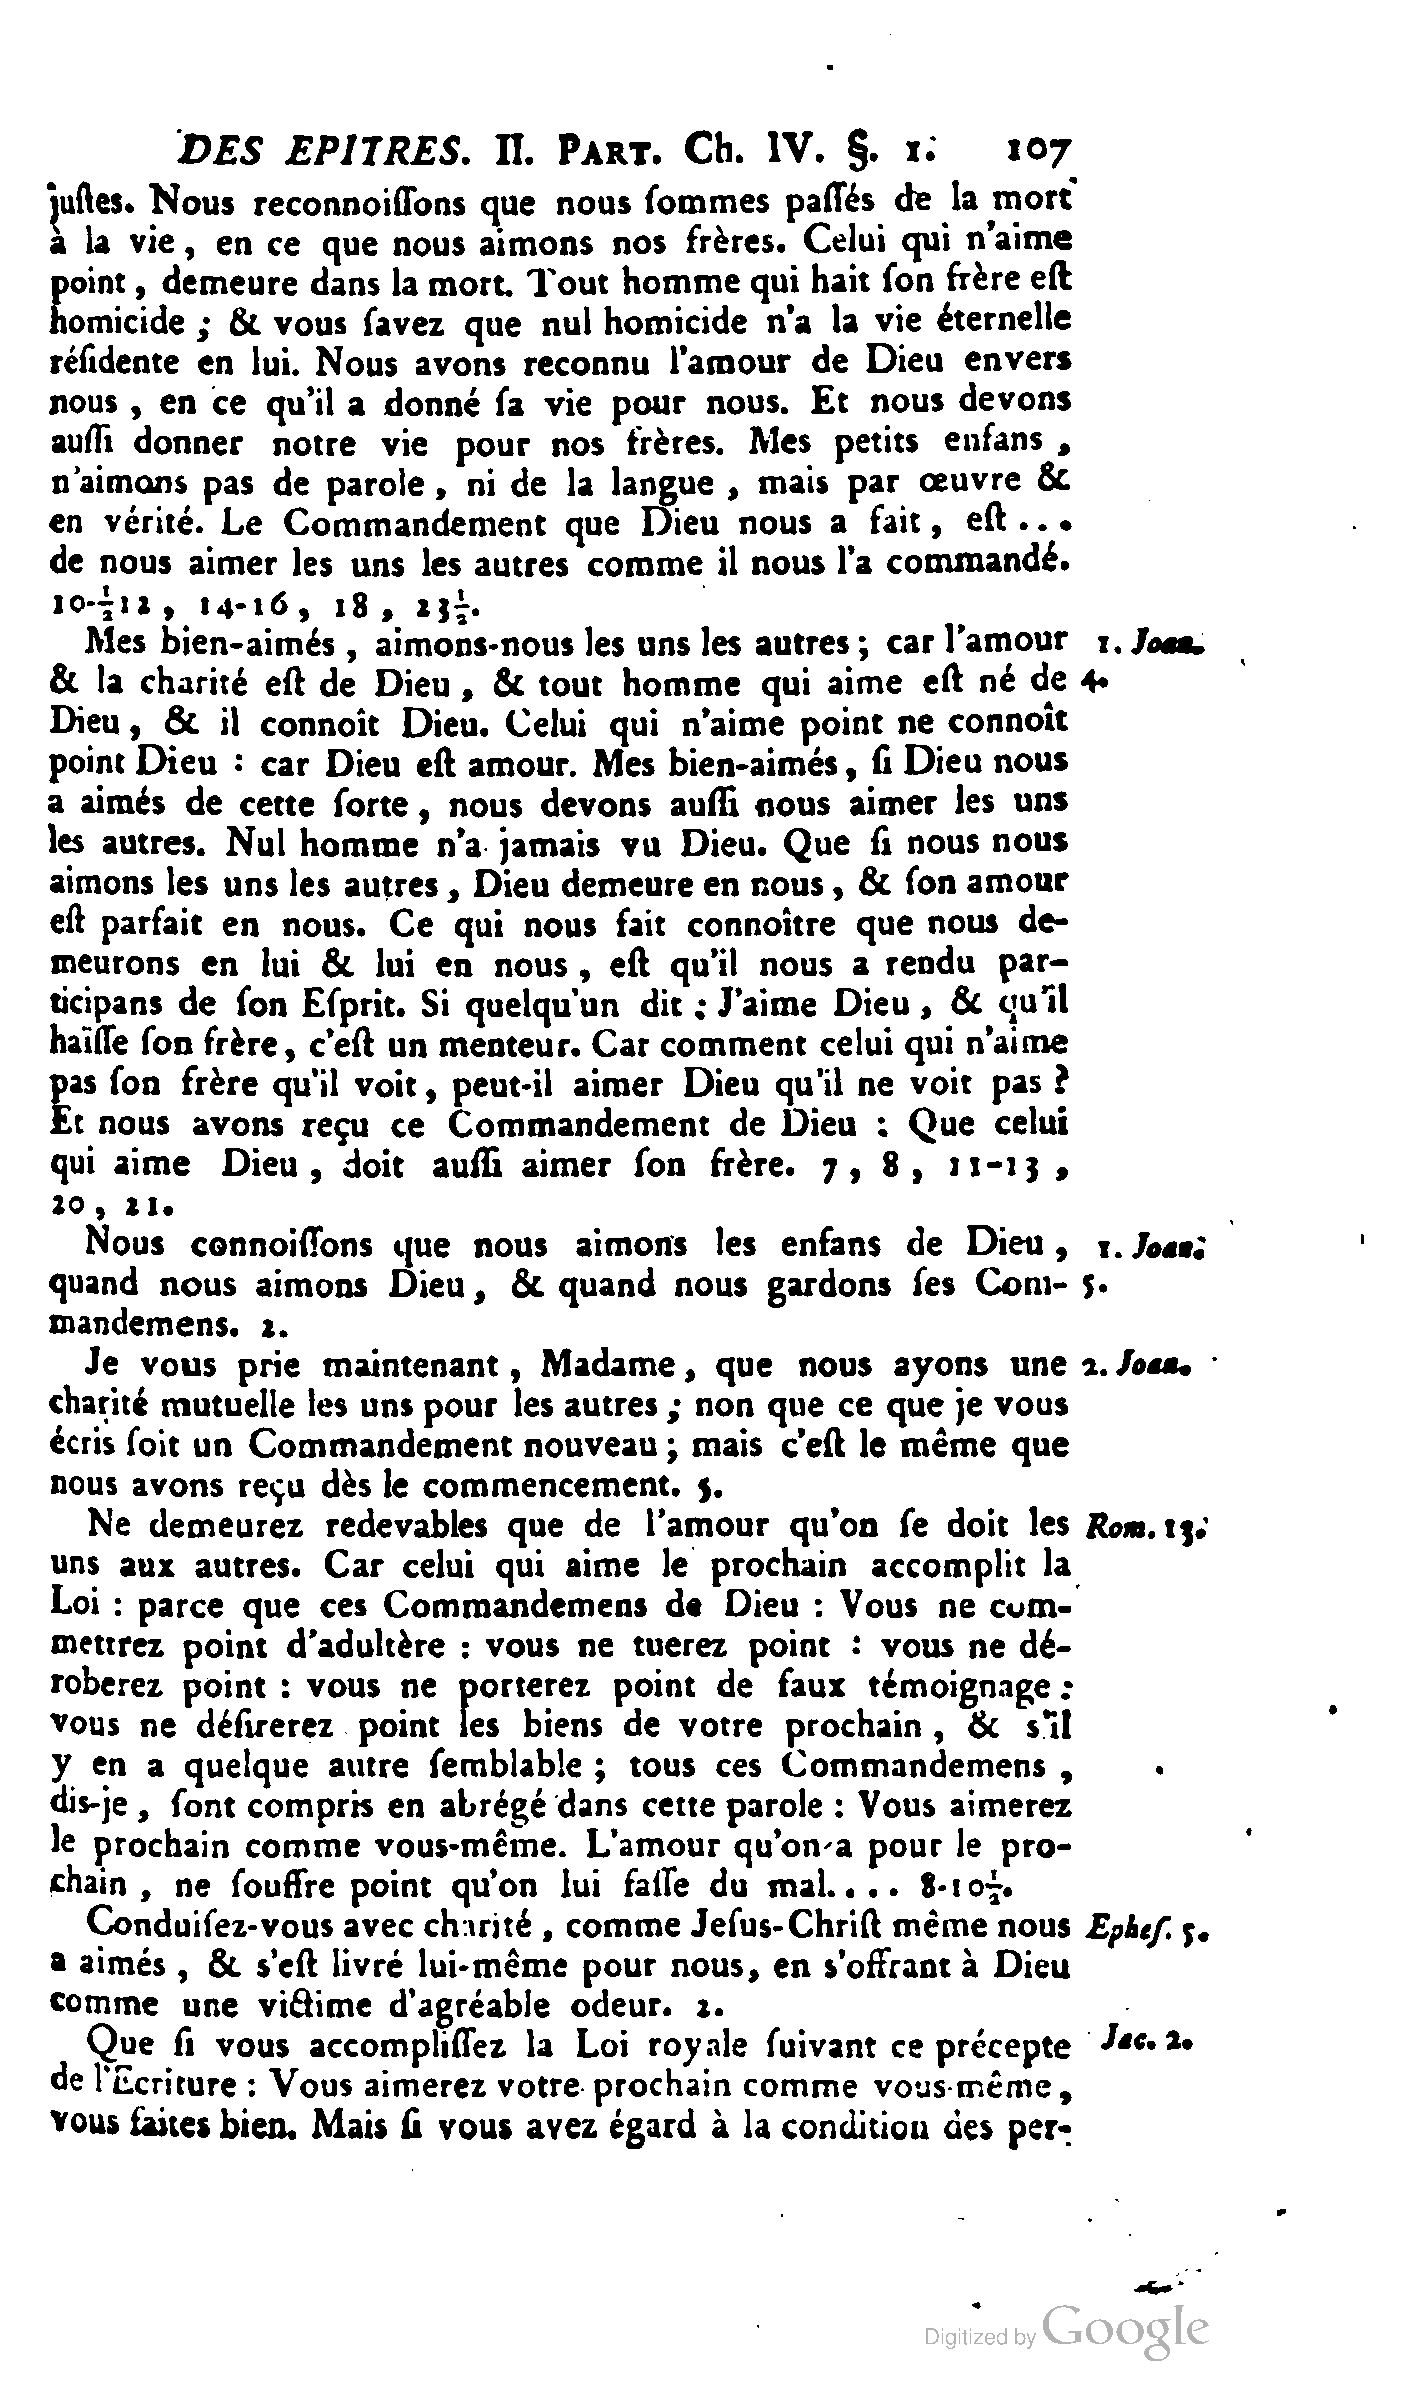 DES EPITRES. II. PART. Ch. IV. §. 1. 107
juſtes. Nous reconnoiſſons que nous ſommes paſſés de la mort
à la vie, en ce que nous aimons nos frères. Celui qui n'aime
point, demeure dans la mort. Tout homme qui hait ſon frère eſt
homicide ; & vous ſavez que nul homicide n'a la vie éternelle
réſidente en lui. Nous avons reconnu l'amour de Dieu envers
nous, en ce qu'il a donné ſa vie pour nous. Et nous devons
auſſi donner notre vie pour nos frères. Mes petits enfans,
n'aimons pas de parole, ni de la langue, mais par œuvre &
en vérité. Le Commandement que Dieu nous a fait, eſt ...
de nous aimer les uns les autres comme il nous l'a commandé.
10-½12, 14-16, 18, 23½.
Mes bien-aimés, aimons-nous les uns les autres ; car l'amour 1. Joan.
& la charité eſt de Dieu, & tout homme qui aime eſt né de 4.
Dieu, & il connoît Dieu. Celui qui n'aime point ne connoît
point Dieu : car Dieu eſt amour. Mes bien-aimés, ſi Dieu nous
a aimés de cette ſorte, nous devons auſſi nous aimer les uns
les autres. Nul homme n'a jamais vu Dieu. Que ſi nous nous
aimons les uns les autres, Dieu demeure en nous, & ſon amour
eſt parfait en nous. Ce qui nous fait connoître que nous de-
meurons en lui & lui en nous, eſt qu'il nous a rendu par-
ticipans de ſon Eſprit. Si quelqu'un dit : J'aime Dieu, & qu'il
haïſſe ſon frère, c'eſt un menteur. Car comment celui qui n'aime
pas ſon frère qu'il voit, peut-il aimer Dieu qu'il ne voit pas ?
Et nous avons reçu ce Commandement de Dieu : Que celui
qui aime Dieu, doit auſſi aimer ſon frère. 7, 8, 11-13,
20, 21.
Nous connoiſſons que nous aimons les enfans de Dieu, 1. Joan.
quand nous aimons Dieu, & quand nous gardons ſes Com- 5.
mandemens. 2.
Je vous prie maintenant, Madame, que nous ayons une 2. Joan.
charité mutuelle les uns pour les autres ; non que ce que je vous
écris ſoit un Commandement nouveau ; mais c'eſt le même que
nous avons reçu dès le commencement. 5.
Ne demeurez redevables que de l'amour qu'on ſe doit les Rom. 13.
uns aux autres. Car celui qui aime le prochain accomplit la
Loi : parce que ces Commandemens de Dieu : Vous ne com-
mettrez point d'adultère : vous ne tuerez point : vous ne dé-
roberez point : vous ne porterez point de faux témoignage :
vous ne déſirerez point les biens de votre prochain, & s'il
y en a quelque autre ſemblable ; tous ces Commandemens,
dis-je, ſont compris en abrégé dans cette parole : Vous aimerez
le prochain comme vous-même. L'amour qu'on a pour le pro-
chain, ne ſouffre point qu'on lui faſſe du mal.... 8-10½.
Conduiſez-vous avec charité, comme Jeſus-Chriſt même nous Epheſ. 5.
a aimés, & s'eſt livré lui-même pour nous, en s'offrant à Dieu
comme une victime d'agréable odeur. 2.
Que ſi vous accompliſſez la Loi royale ſuivant ce précepte Jac. 2.
de l'Ecriture : Vous aimerez votre prochain comme vous-même,
vous faites bien. Mais ſi vous avez égard à la condition des per-
Digitized by Google